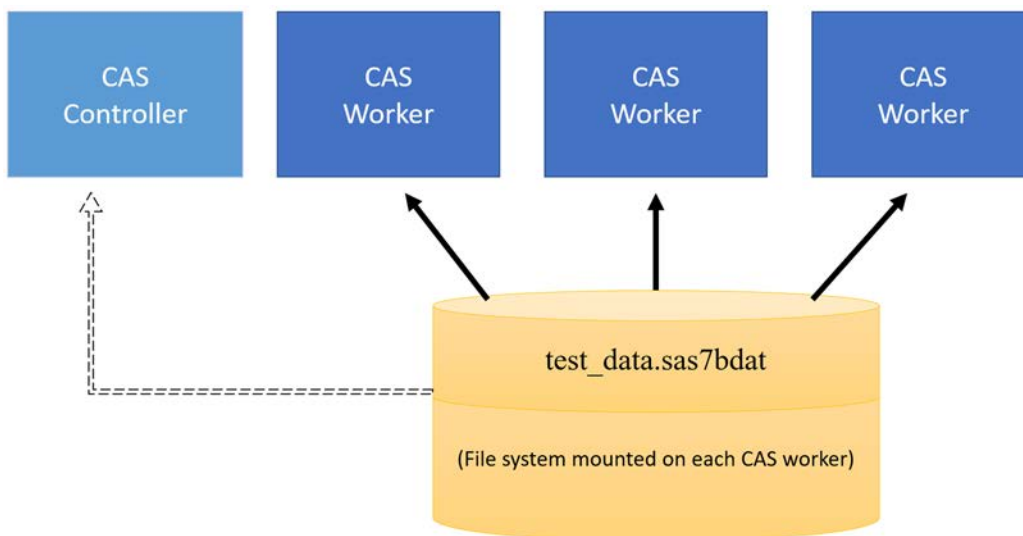 CAS
Controller
CAS
Worker
CAS
Worker
CAS
Worker
test_data.sas7bdat
(File system mounted on each CAS worker)